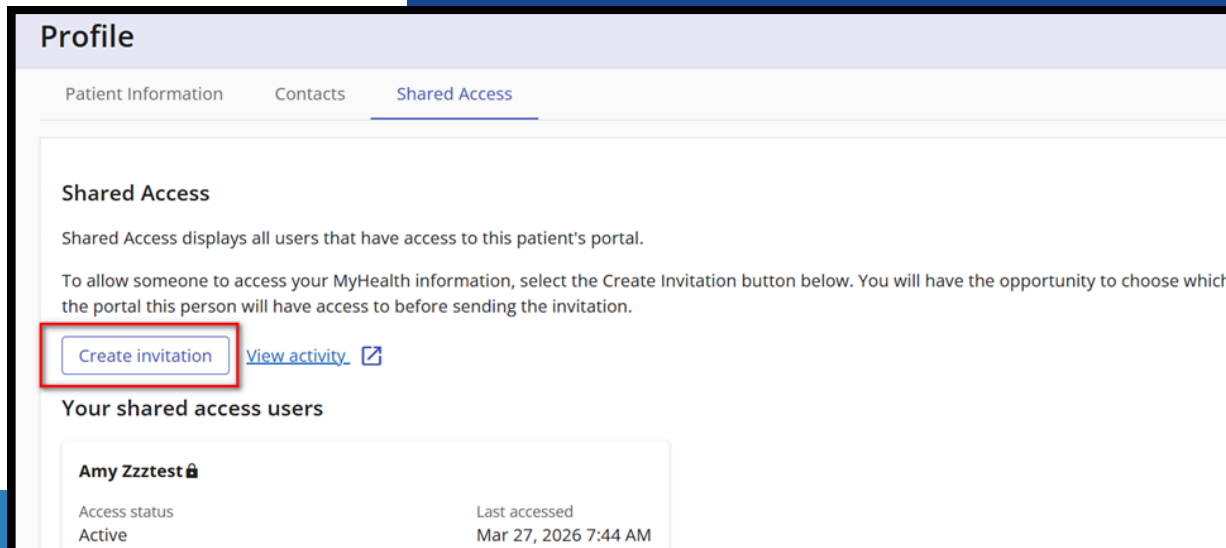 Profile
Patient Information Contacts Shared Access
Shared Access
Shared Access displays all users that have access to this patient's portal.
To allow someone to access your MyHealth information, select the Create Invitation button below. You will have the opportunity to choose which
the portal this person will have access to before sending the invitation.
Create invitation View activity
Your shared access users
Amy Zzztest
Access status Last accessed
Active Mar 27, 2026 7:44 AM